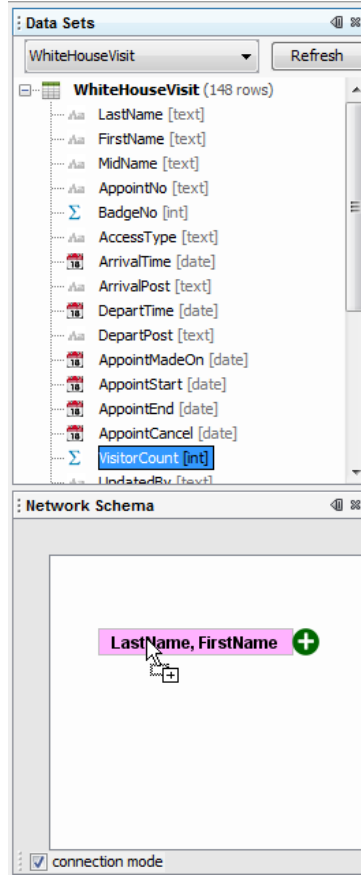 Data Sets
WhiteHouseVisit
Refresh
WhiteHouseVisit (148 rows)
LastName [text]
FirstName [text]
MidName [text]
AppointNo [text]
BadgeNo [int]
AccessType [text]
ArrivalTime [date]
ArrivalPost [text]
DepartTime [date]
DepartPost [text]
AppointMadeOn [date]
AppointStart [date]
AppointEnd [date]
AppointCancel [date]
VisitorCount [int]
UpdatedBy [text]
Network Schema
LastName, FirstName
connection mode